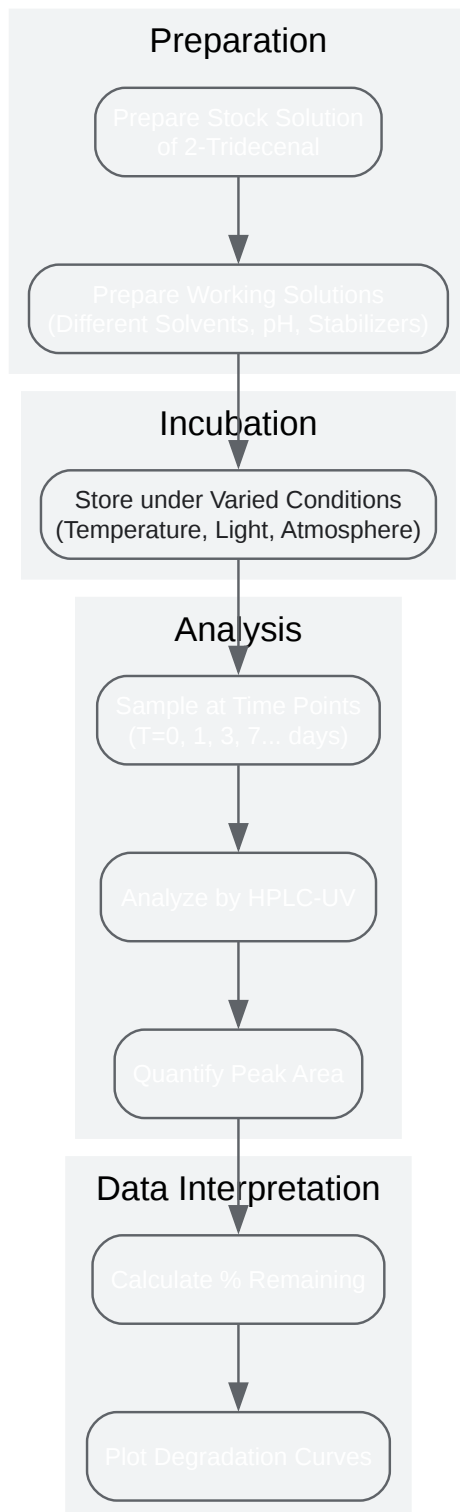 Preparation
Prepare Stock Solution
of 2-Tridecenal
Prepare Working Solutions
(Different Solvents, pH, Stabilizers)
Incubation
Store under Varied Conditions
(Temperature, Light, Atmosphere)
Analysis
Sample at Time Points
(T=0, 1, 3, 7... days)
Analyze by HPLC-UV
Quantify Peak Area
Data Interpretation
Calculate % Remaining
Plot Degradation Curves